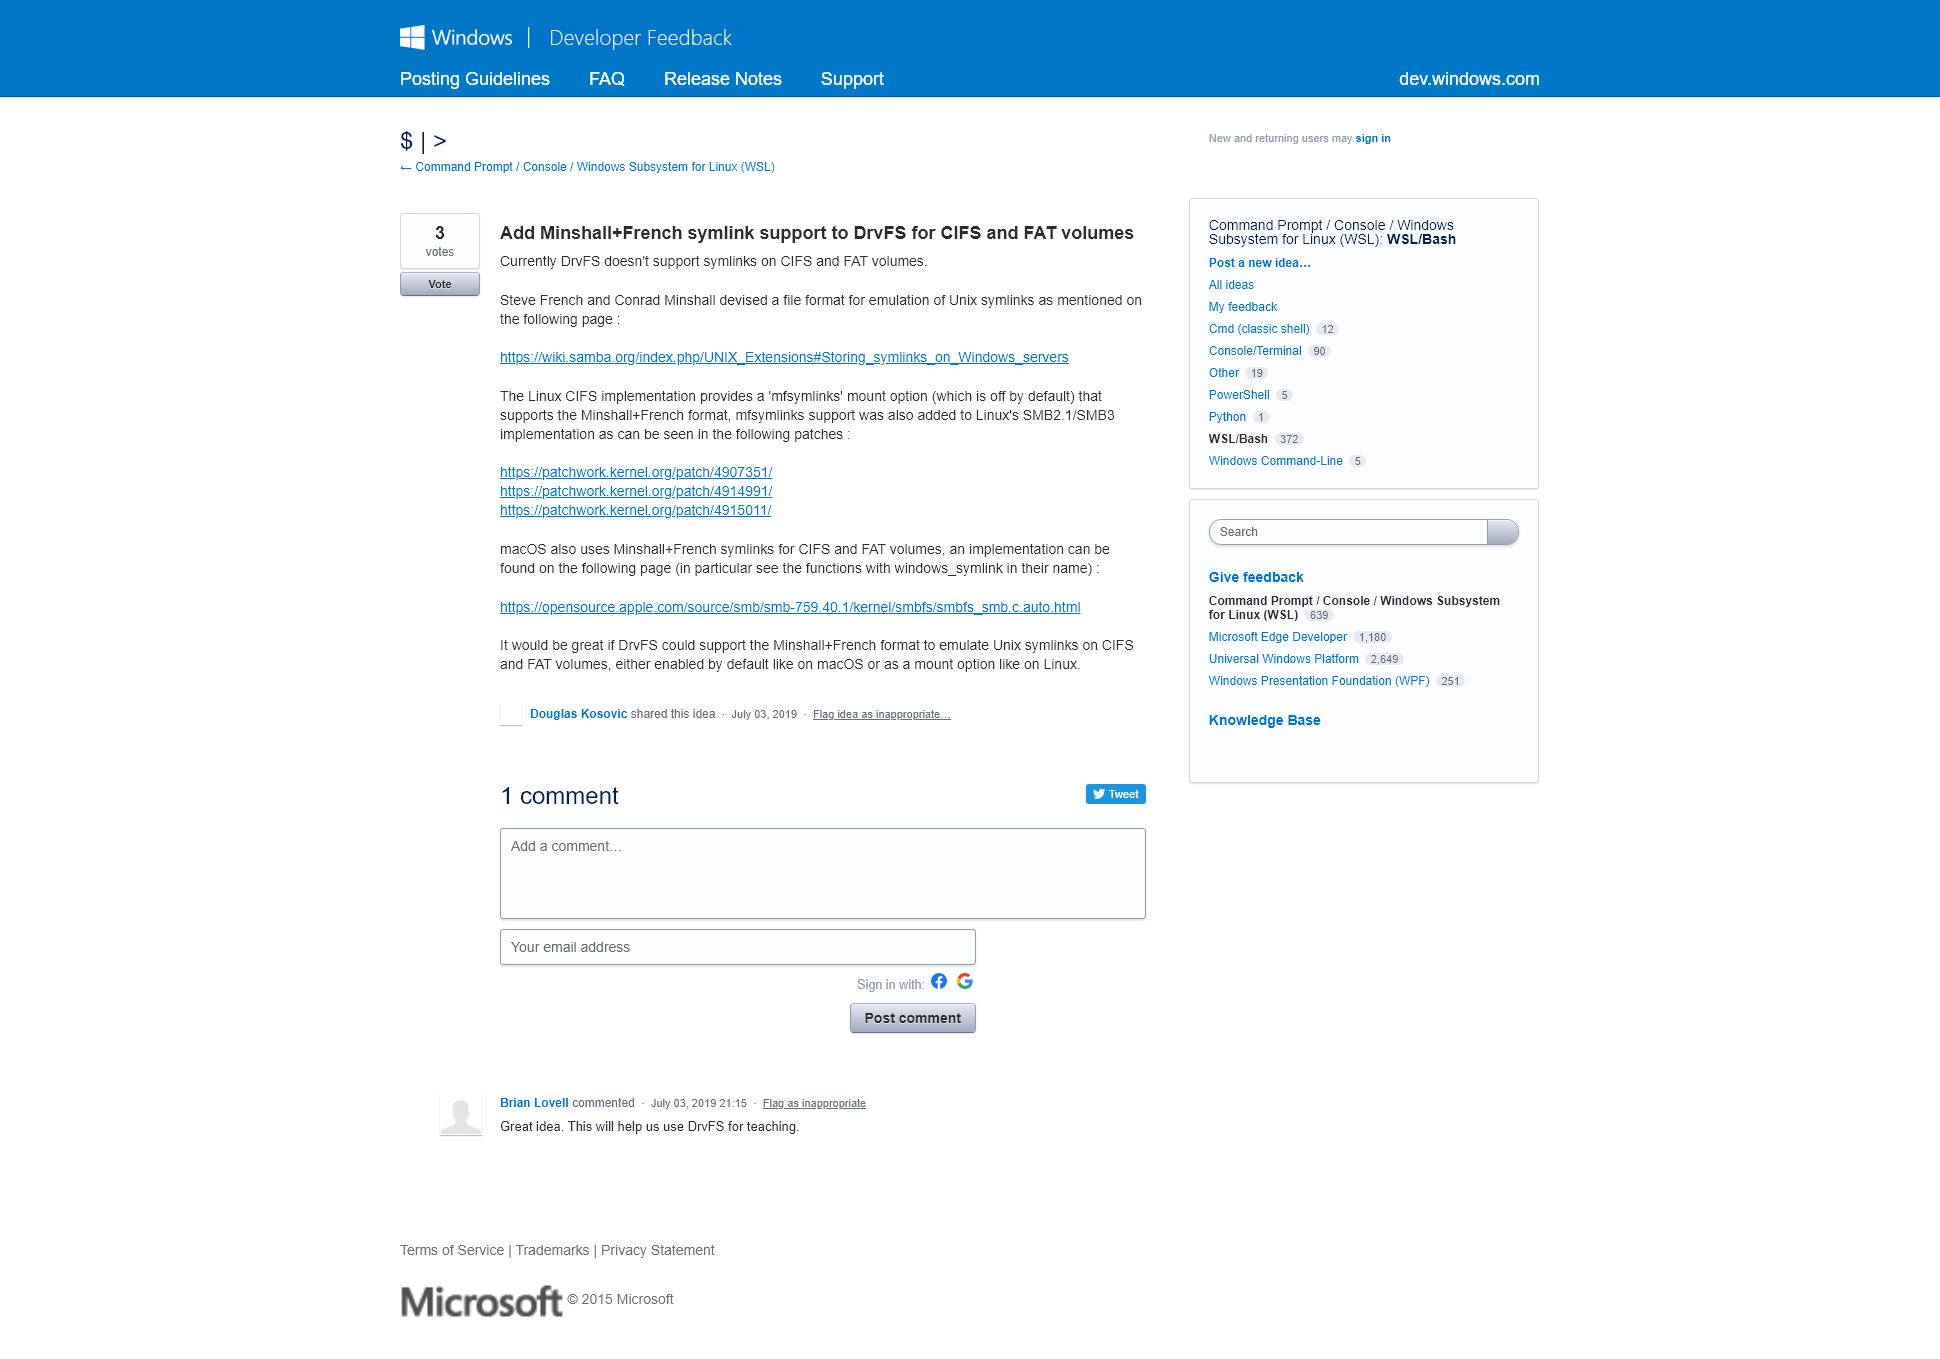 Windows | Developer Feedback
Posting Guidelines FAQ Release Notes Support dev.windows.com
$ | >
← Command Prompt / Console / Windows Subsystem for Linux (WSL)
New and returning users may sign in
3
votes
Vote
Add Minshall+French symlink support to DrvFS for CIFS and FAT volumes
Currently DrvFS doesn't support symlinks on CIFS and FAT volumes.
Steve French and Conrad Minshall devised a file format for emulation of Unix symlinks as mentioned on
the following page :
https://wiki.samba.org/index.php/UNIX_Extensions#Storing_symlinks_on_Windows_servers
The Linux CIFS implementation provides a 'mfsymlinks' mount option (which is off by default) that
supports the Minshall+French format, mfsymlinks support was also added to Linux's SMB2.1/SMB3
implementation as can be seen in the following patches :
https://patchwork.kernel.org/patch/4907351/
https://patchwork.kernel.org/patch/4914991/
https://patchwork.kernel.org/patch/4915011/
macOS also uses Minshall+French symlinks for CIFS and FAT volumes, an implementation can be
found on the following page (in particular see the functions with windows_symlink in their name) :
https://opensource.apple.com/source/smb/smb-759.40.1/kernel/smbfs/smbfs_smb.c.auto.html
It would be great if DrvFS could support the Minshall+French format to emulate Unix symlinks on CIFS
and FAT volumes, either enabled by default like on macOS or as a mount option like on Linux.
Douglas Kosovic shared this idea · July 03, 2019 · Flag idea as inappropriate…
1 comment
Tweet
Add a comment…
Your email address
Sign in with:
Post comment
Brian Lovell commented · July 03, 2019 21:15 · Flag as inappropriate
Great idea. This will help us use DrvFS for teaching.
Command Prompt / Console / Windows
Subsystem for Linux (WSL): WSL/Bash
Post a new idea…
All ideas
My feedback
Cmd (classic shell) 12
Console/Terminal 90
Other 19
PowerShell 5
Python 1
WSL/Bash 372
Windows Command-Line 5
Search
Give feedback
Command Prompt / Console / Windows Subsystem
for Linux (WSL) 639
Microsoft Edge Developer 1,180
Universal Windows Platform 2,649
Windows Presentation Foundation (WPF) 251
Knowledge Base
Terms of Service | Trademarks | Privacy Statement
Microsoft © 2015 Microsoft